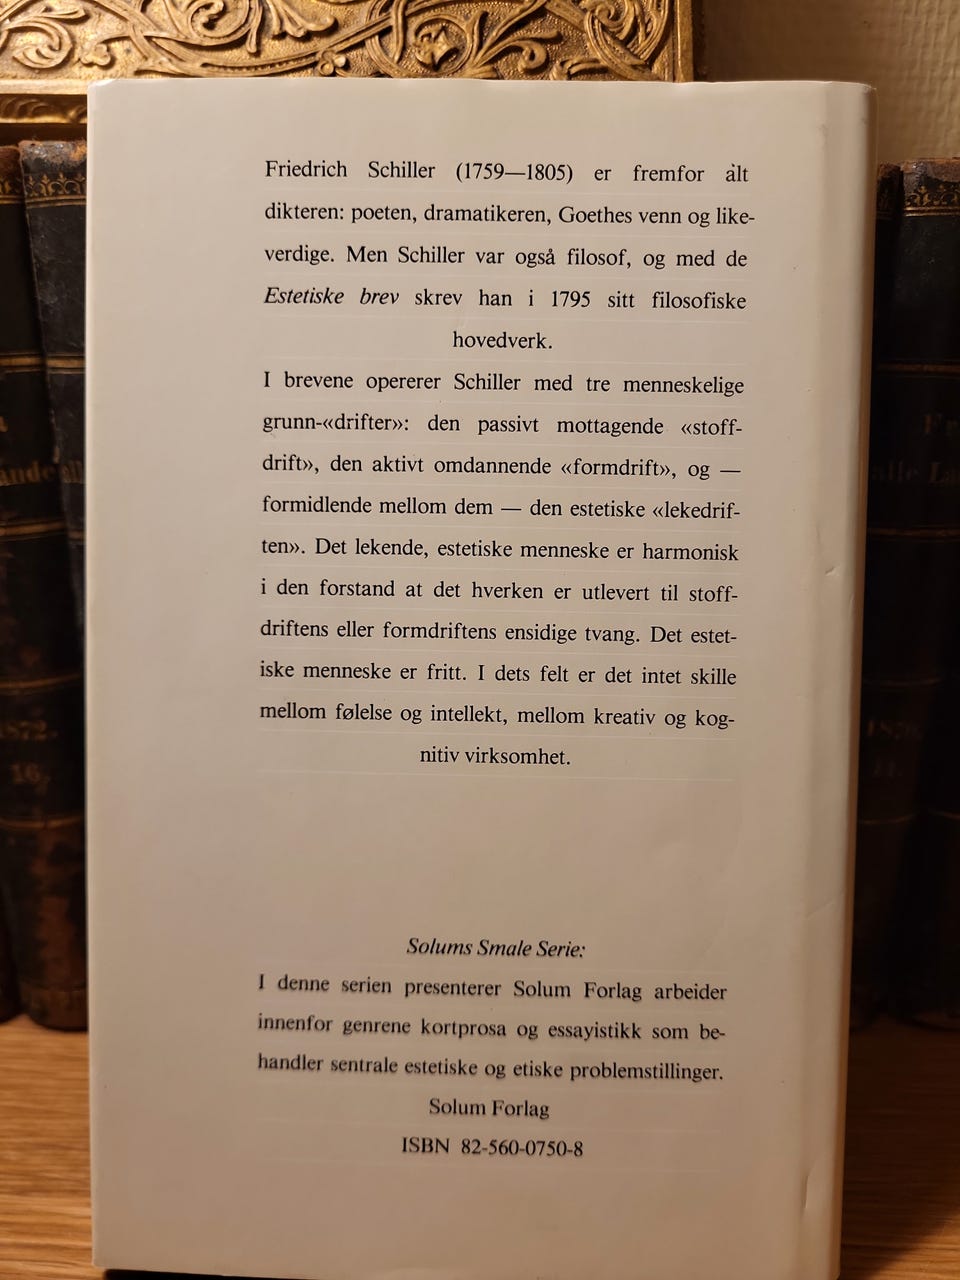 Friedrich Schiller (1759—1805) er fremfor alt
dikteren: poeten, dramatikeren, Goethes venn og like-
verdige. Men Schiller var også filosof, og med de
Estetiske brev skrev han i 1795 sitt filosofiske
hovedverk.
I brevene opererer Schiller med tre menneskelige
grunn-«drifter»: den passivt mottagende «stoff-
drift», den aktivt omdannende «formdrift», og —
formidlende mellom dem — den estetiske «lekedrif-
ten». Det lekende, estetiske menneske er harmonisk
i den forstand at det hverken er utlevert til stoff-
driftens eller formdriftens ensidige tvang. Det estet-
iske menneske er fritt. I dets felt er det intet skille
mellom følelse og intellekt, mellom kreativ og kog-
nitiv virksomhet.
Solums Smale Serie:
I denne serien presenterer Solum Forlag arbeider
innenfor genrene kortprosa og essayistikk som be-
handler sentrale estetiske og etiske problemstillinger.
Solum Forlag
ISBN 82-560-0750-8